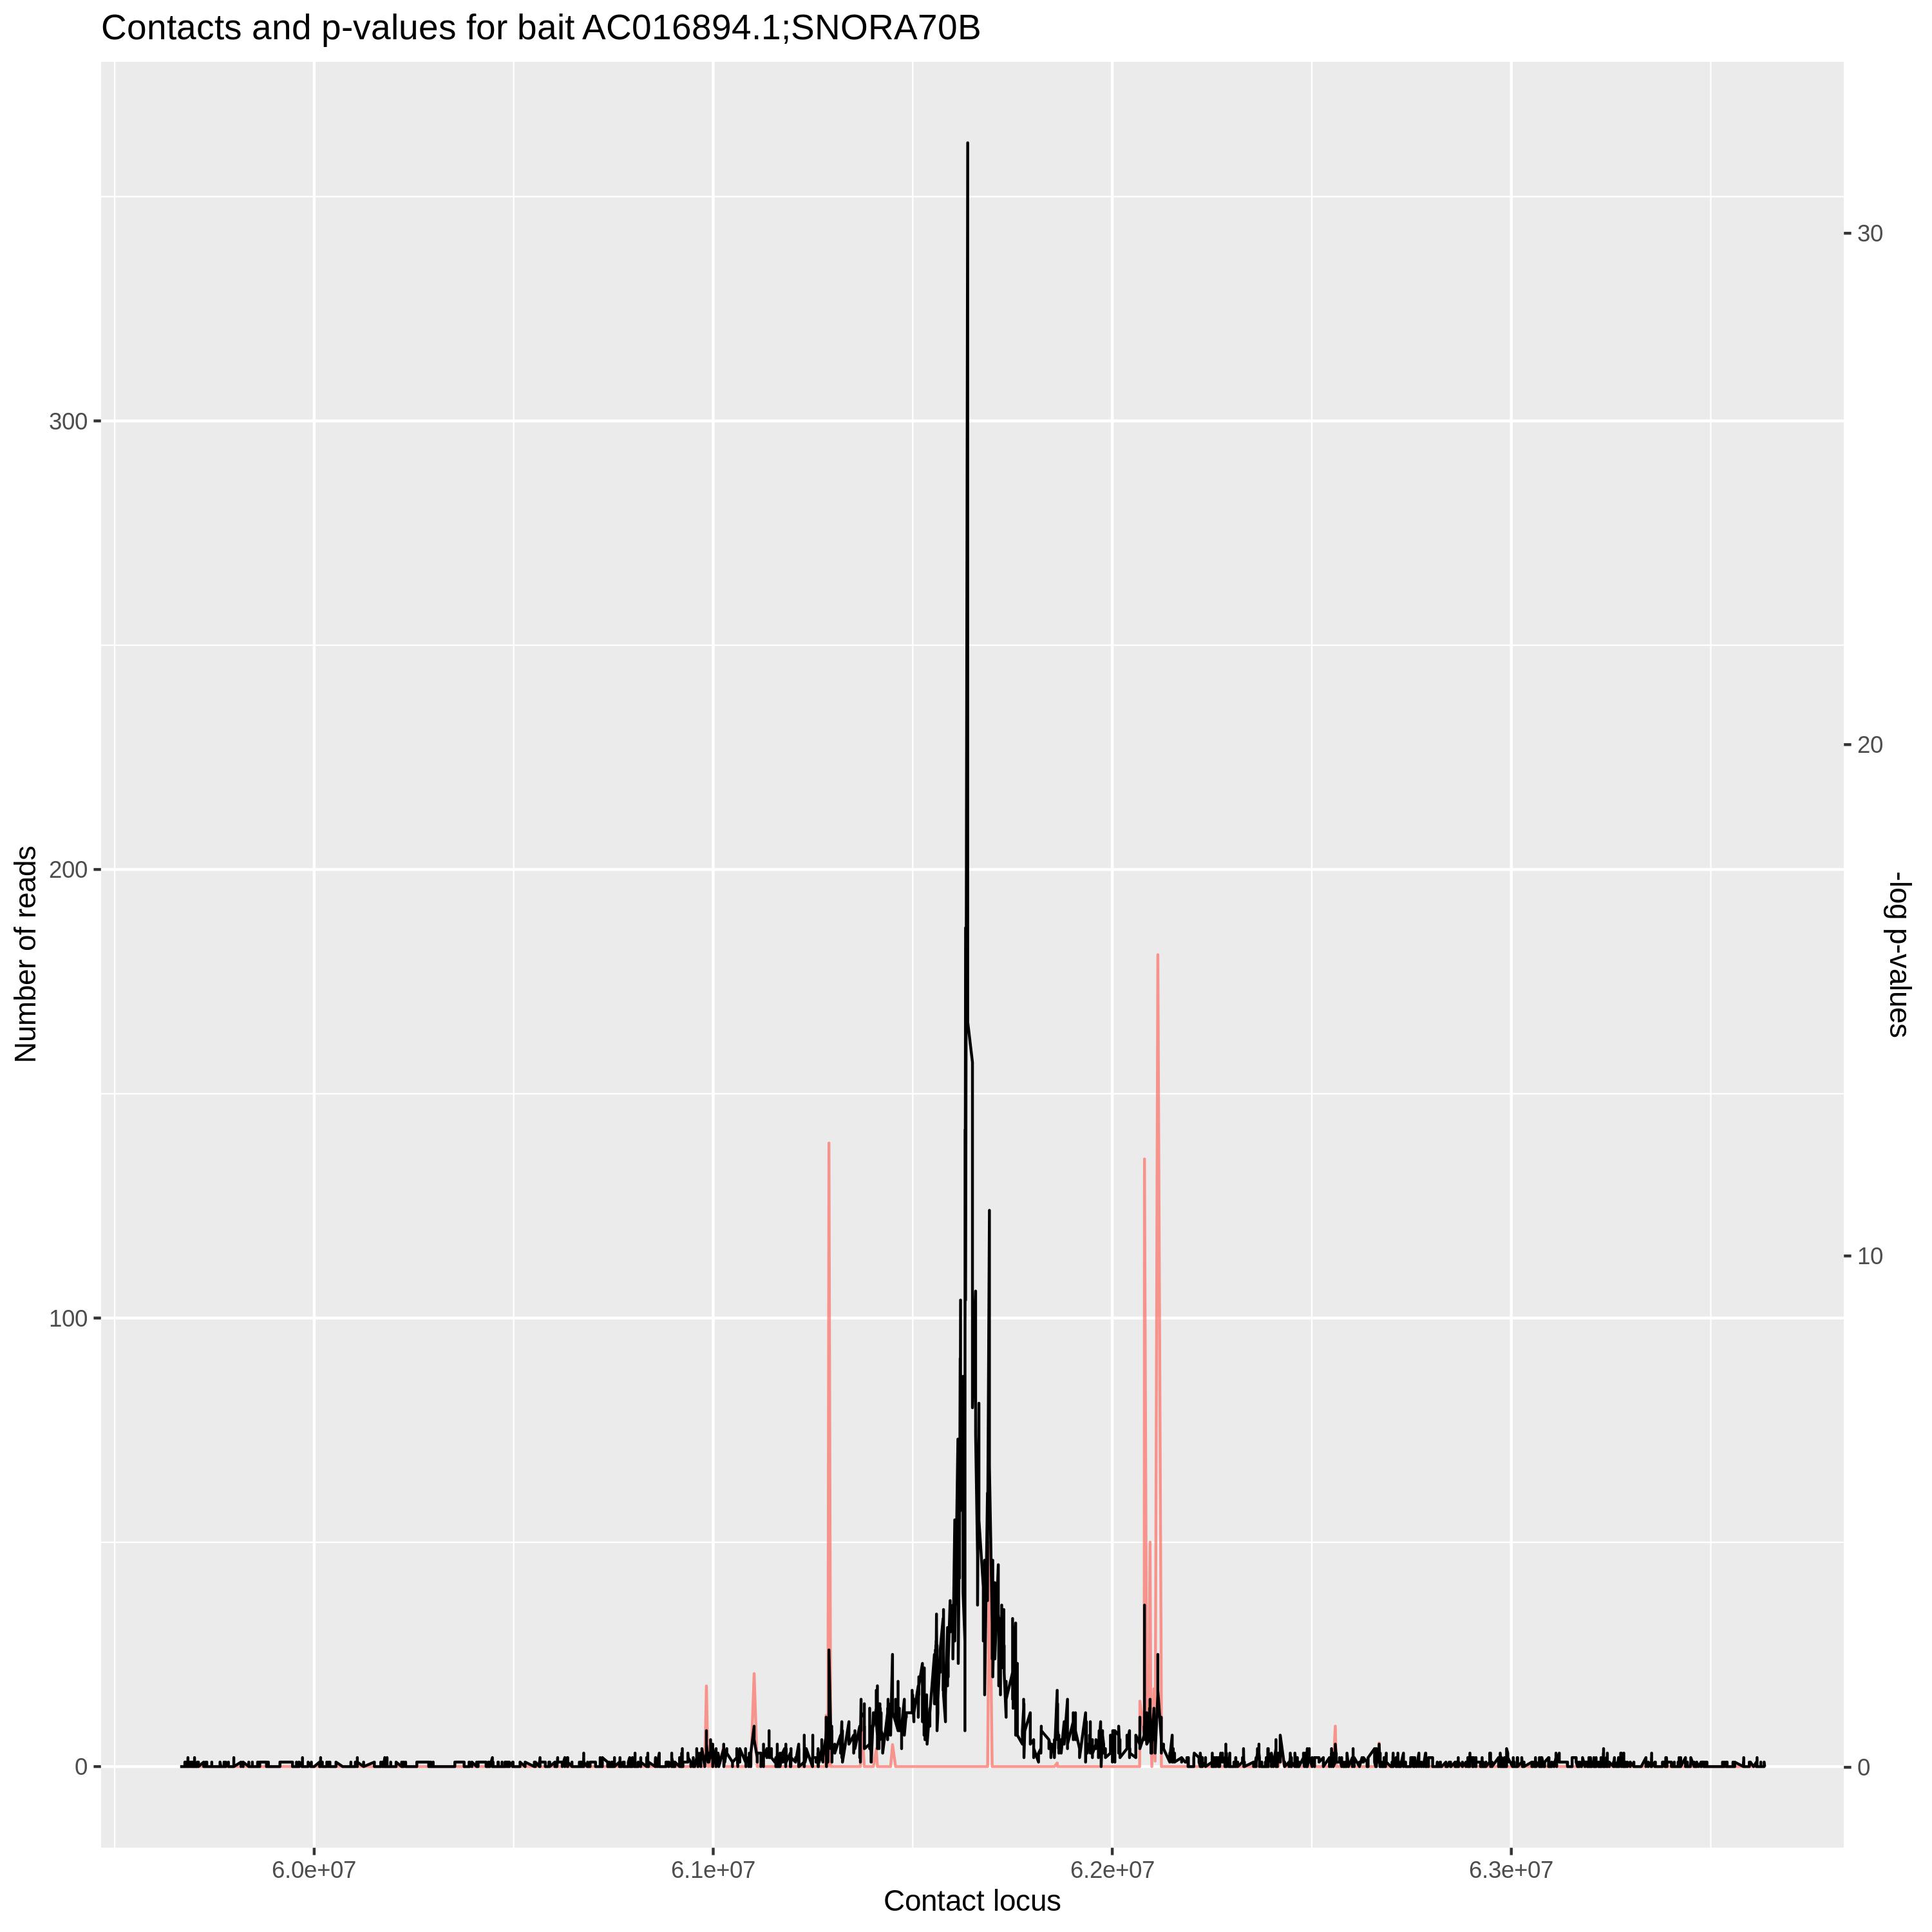 Contacts and p-values for bait AC016894.1;SNORA70B
300
200
100
0
Number of reads
30
20
10
0
-log p-values
6.0e+07
6.1e+07
6.2e+07
6.3e+07
Contact locus